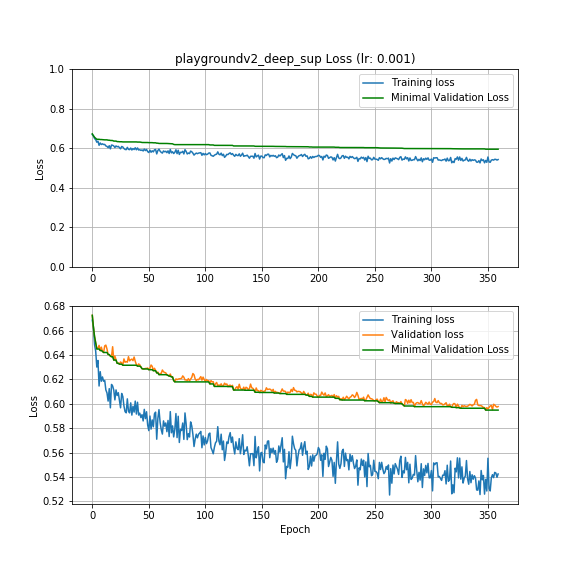 playgroundv2_deep_sup Loss (lr: 0.001)
1.0
0.8
0.6
0.4
0.2
0.0
Loss
Training loss
Minimal Validation Loss
0 50 100 150 200 250 300 350
0.68
0.66
0.64
0.62
0.60
0.58
0.56
0.54
0.52
Loss
Training loss
Validation loss
Minimal Validation Loss
0 50 100 150 200 250 300 350
Epoch